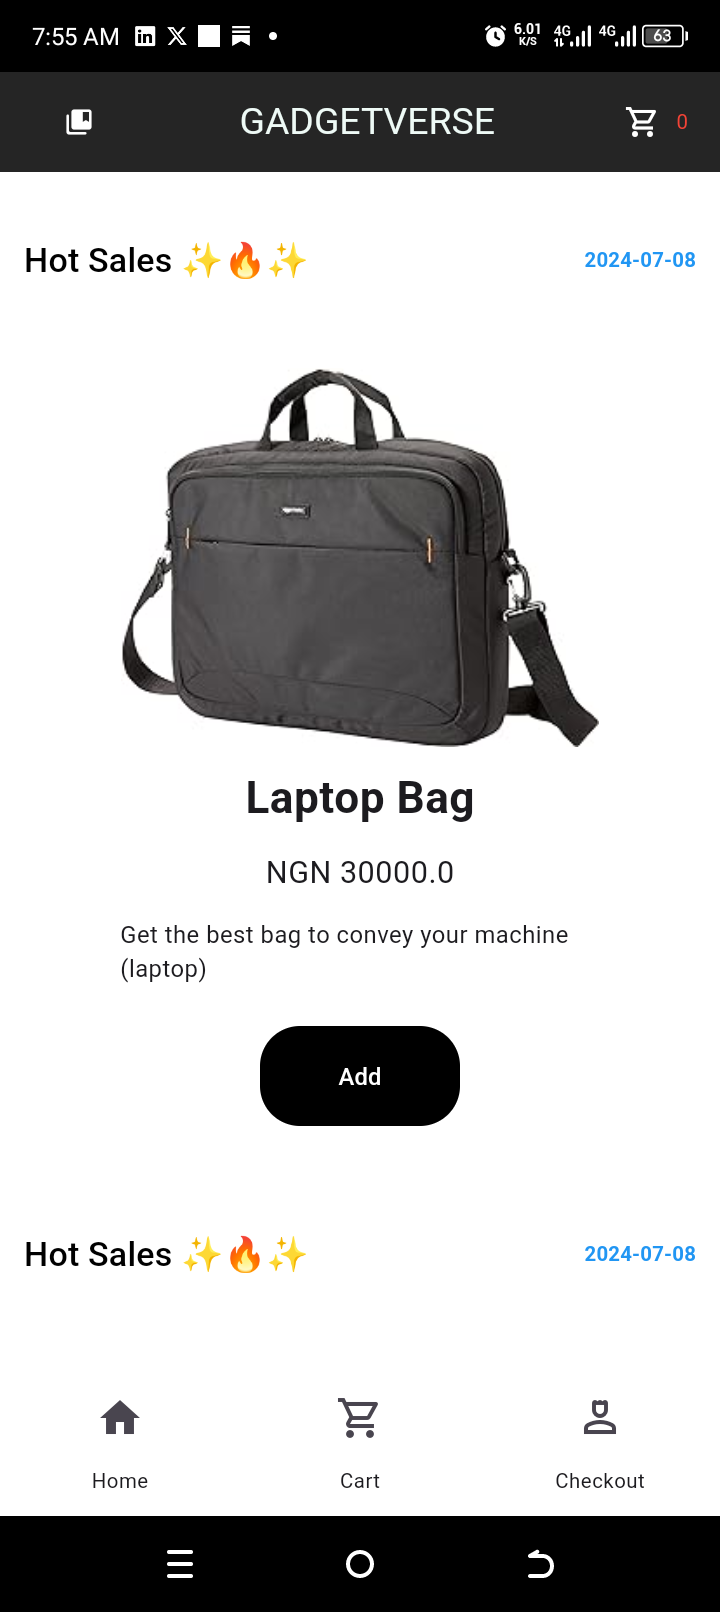 7:55 AM
6.01
K/S
4G
4G
63
GADGETVERSE
0
Hot Sales ✨🔥✨
2024-07-08
Laptop Bag
NGN 30000.0
Get the best bag to convey your machine
(laptop)
Add
Hot Sales ✨🔥✨
2024-07-08
Home
Cart
Checkout